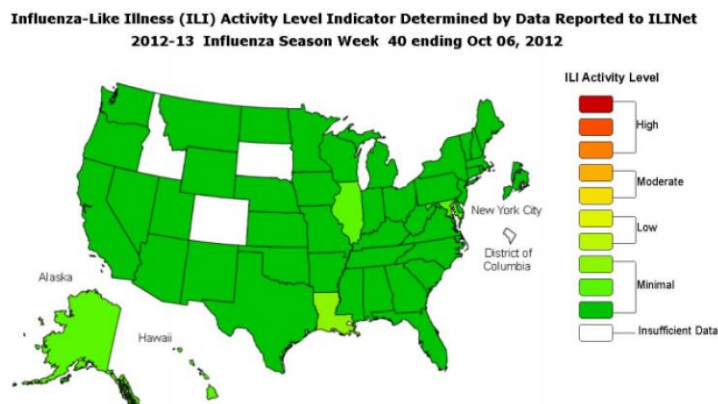 Influenza-Like Illness (ILI) Activity Level Indicator Determined by Data Reported to ILINet
2012-13 Influenza Season Week 40 ending Oct 06, 2012
ILI Activity Level
High
Moderate
New York City
Low
District of
Columbia
Alaska
Minimal
Hawaii
Insufficient Data